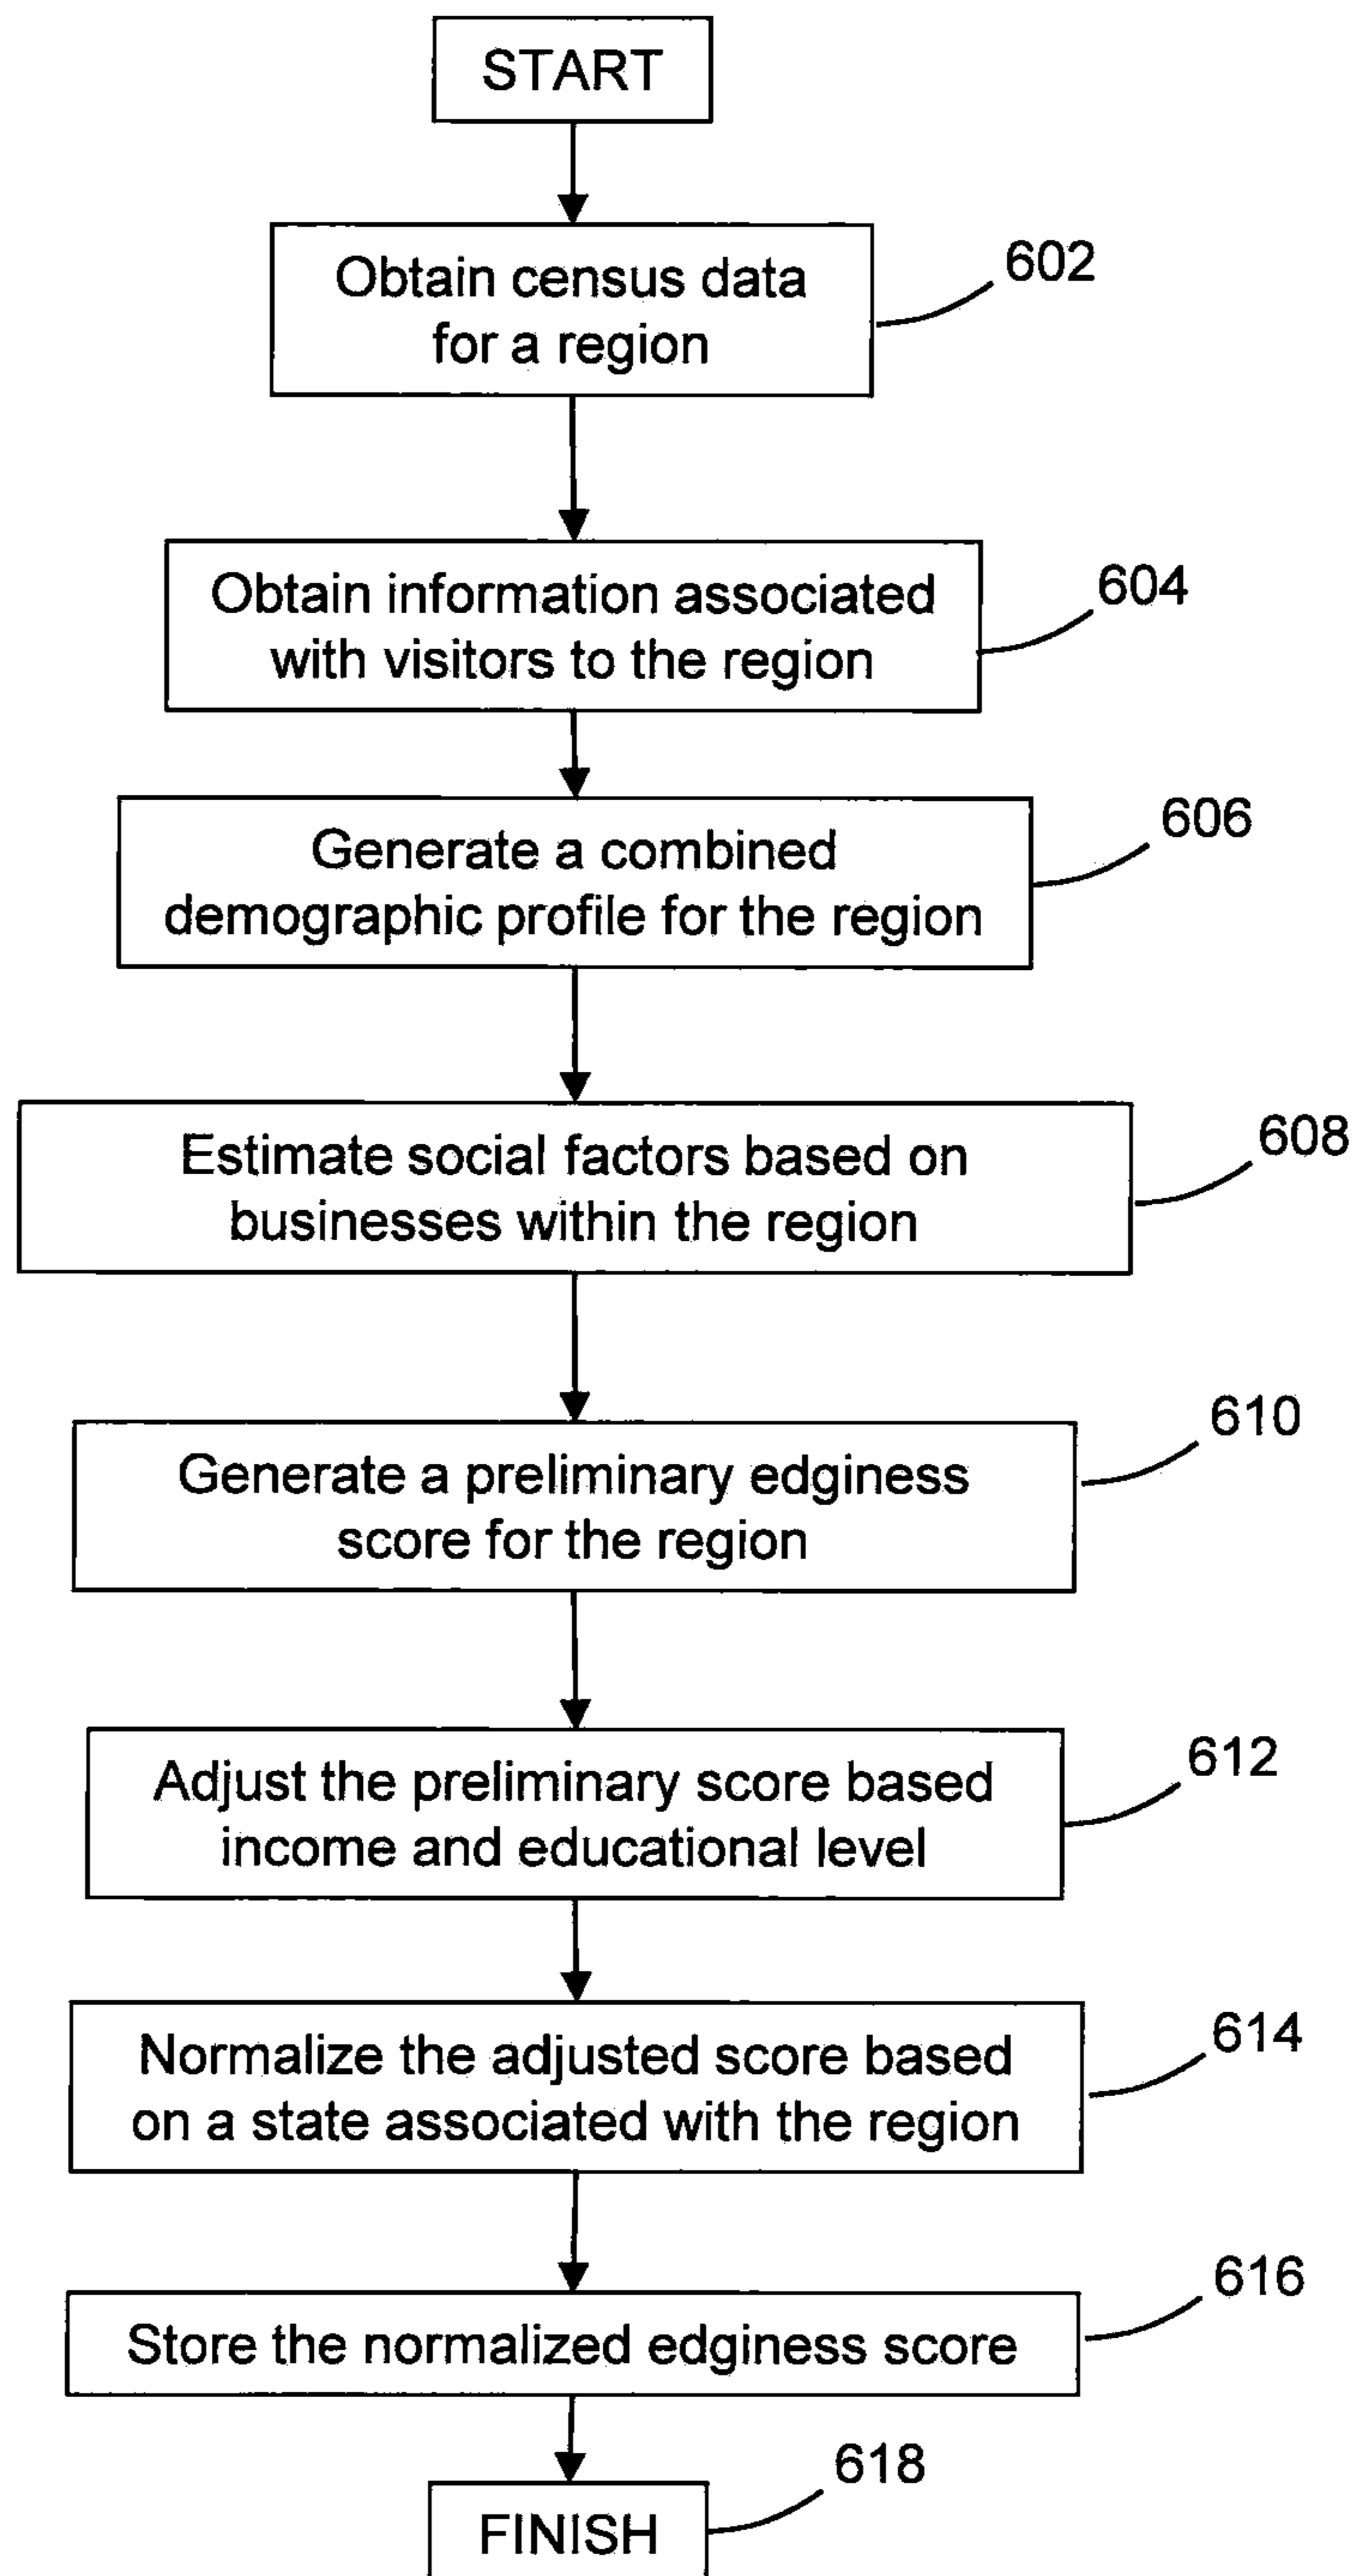 START
Obtain census data
for a region
602
Obtain information associated
with visitors to the region
604
Generate a combined
demographic profile for the region
606
Estimate social factors based on
businesses within the region
608
Generate a preliminary edginess
score for the region
610
Adjust the preliminary score based
income and educational level
612
Normalize the adjusted score based
on a state associated with the region
614
Store the normalized edginess score
616
FINISH
618